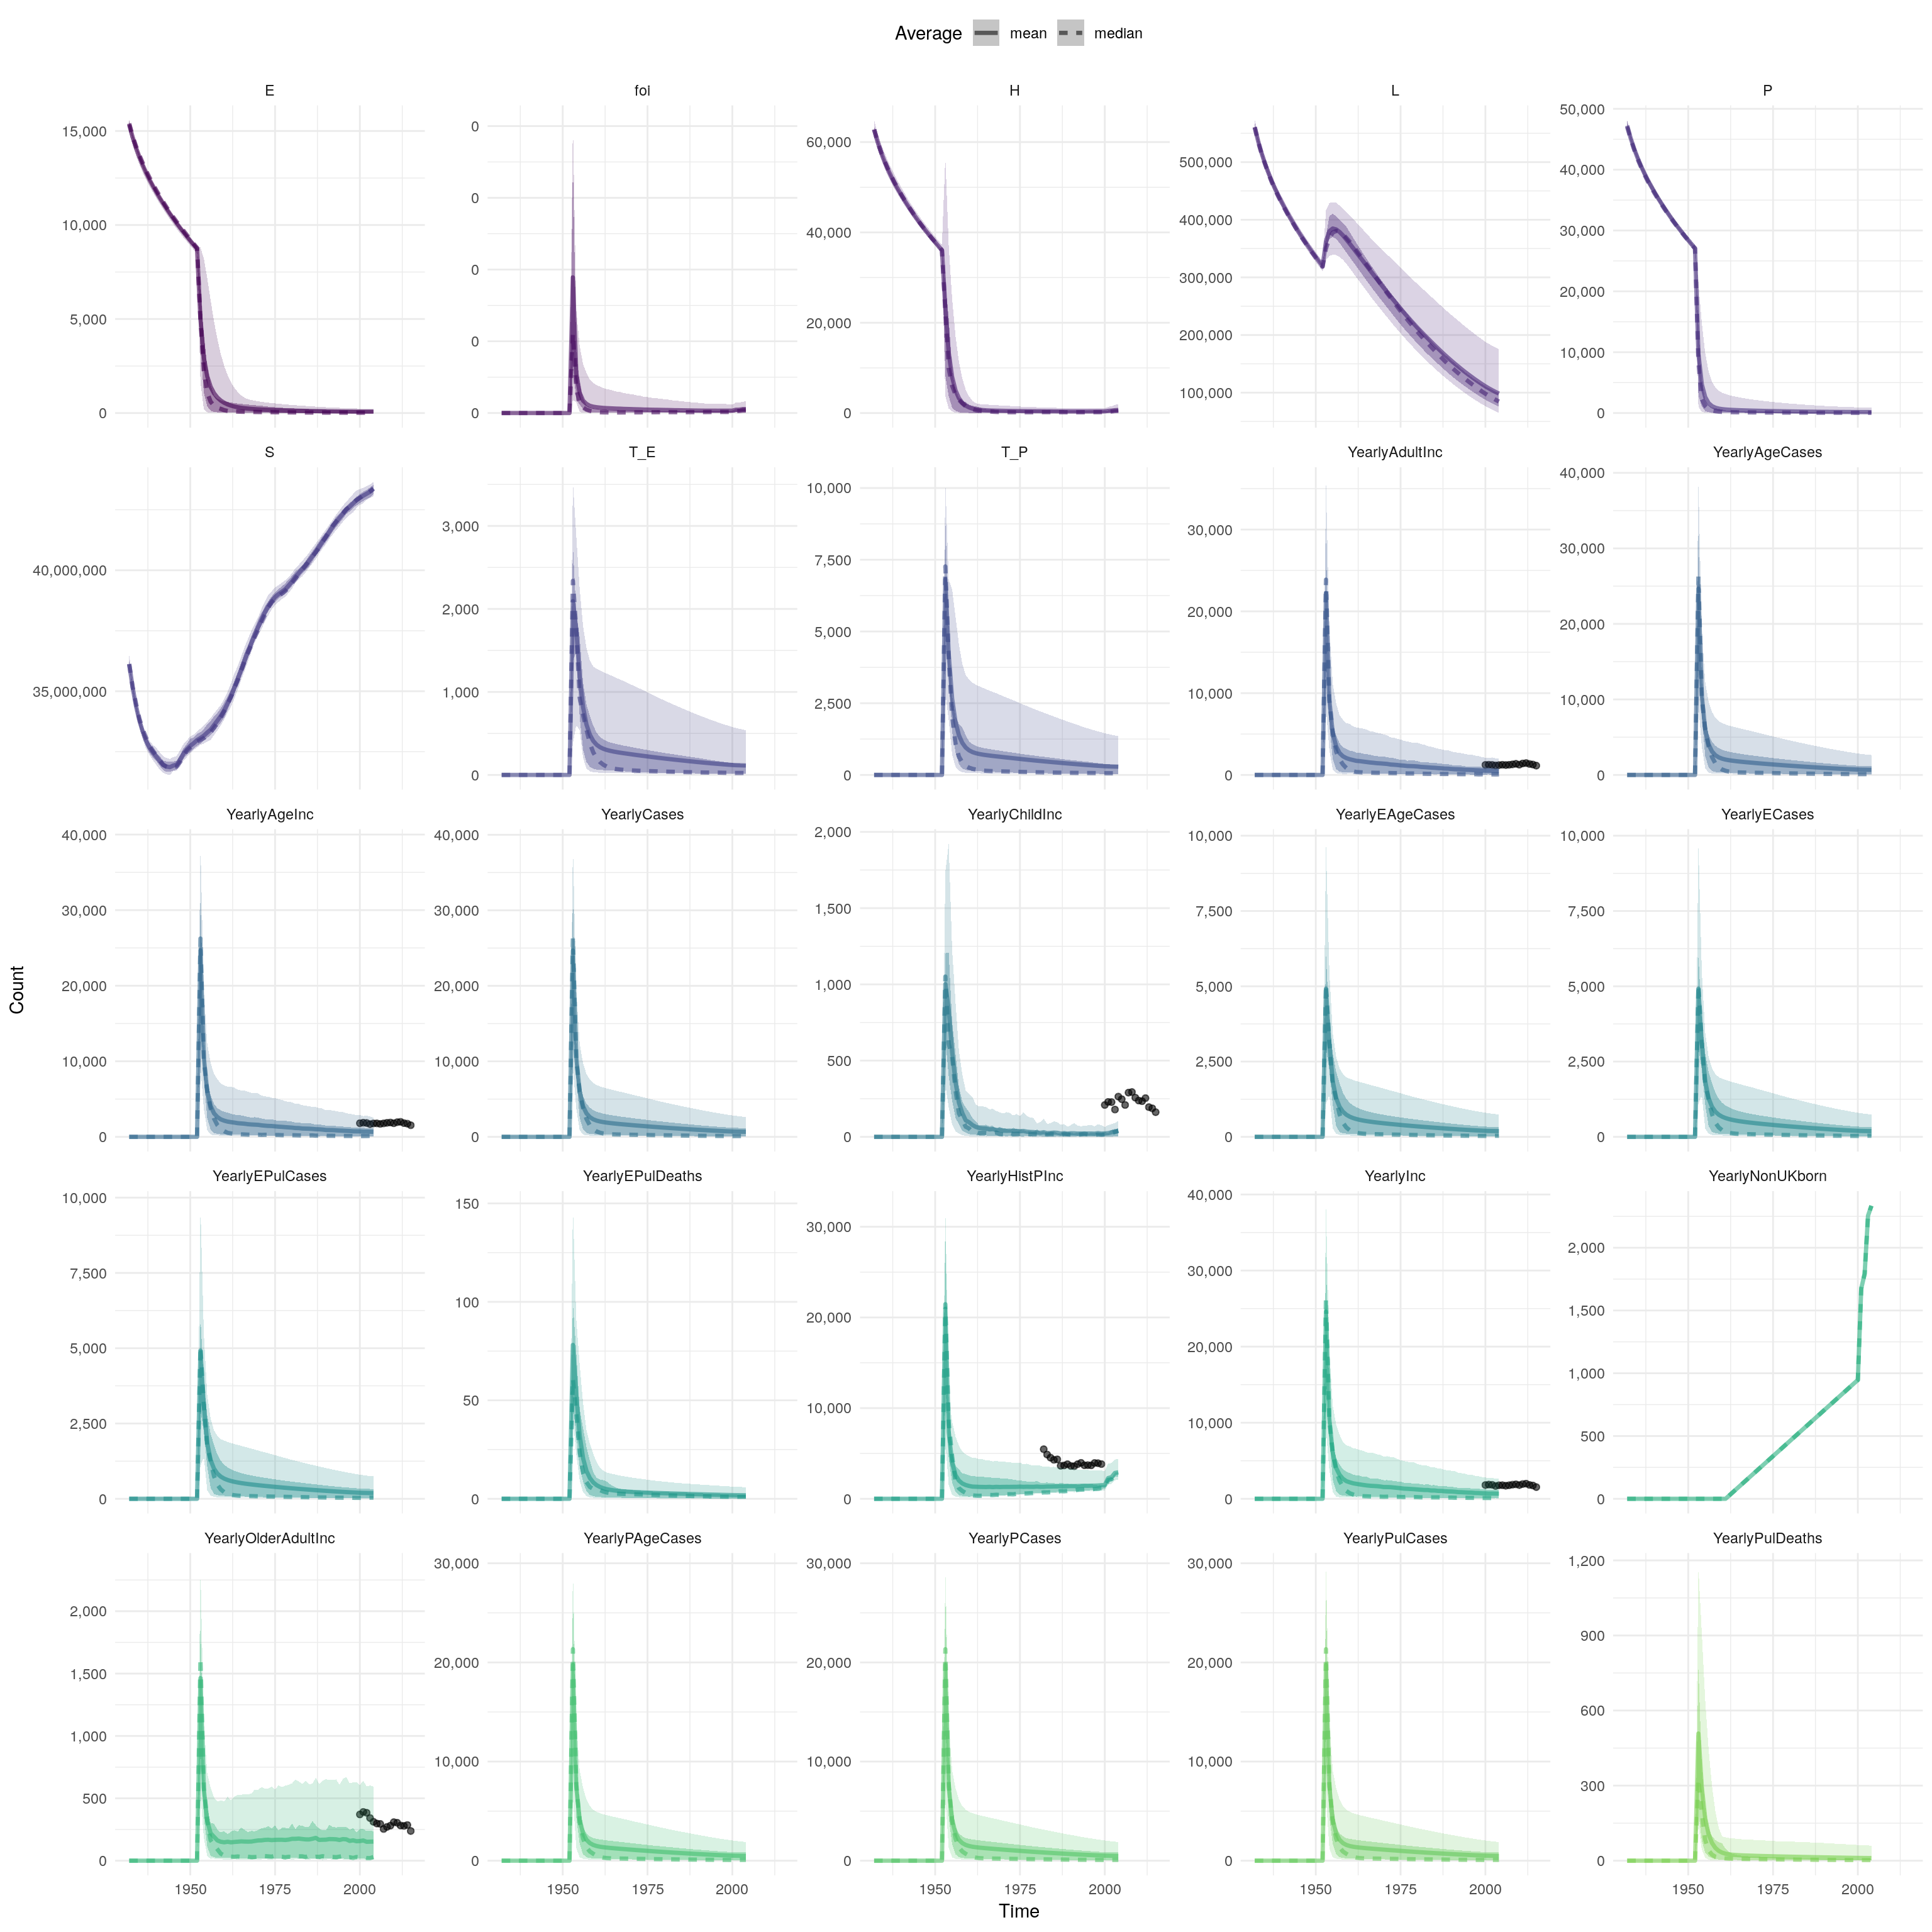 Average mean median
E foI H L P
15,000 10,000 5,000 0
0 0 0 0 0
60,000 40,000 20,000 0
500,000 400,000 300,000 200,000 100,000
50,000 40,000 30,000 20,000 10,000 0
S T_E T_P YearlyAdultInc YearlyAgeCases
40,000,000 35,000,000
3,000 2,000 1,000 0
10,000 7,500 5,000 2,500 0
30,000 20,000 10,000 0
40,000 30,000 20,000 10,000 0
YearlyAgeInc YearlyCases YearlyChildInc YearlyEAgeCases YearlyECases
40,000 30,000 20,000 10,000 0
40,000 30,000 20,000 10,000 0
2,000 1,500 1,000 500 0
10,000 7,500 5,000 2,500 0
10,000 7,500 5,000 2,500 0
Count
YearlyEPulCases YearlyEPulDeaths YearlyHistPInc YearlyInc YearlyNonUKborn
10,000 7,500 5,000 2,500 0
150 100 50 0
30,000 20,000 10,000 0
40,000 30,000 20,000 10,000 0
2,000 1,500 1,000 500 0
YearlyOlderAdultInc YearlyPAgeCases YearlyPCases YearlyPulCases YearlyPulDeaths
2,000 1,500 1,000 500 0
30,000 20,000 10,000 0
30,000 20,000 10,000 0
30,000 20,000 10,000 0
1,200 900 600 300 0
1950 1975 2000 1950 1975 2000 1950 1975 2000 1950 1975 2000 1950 1975 2000
Time